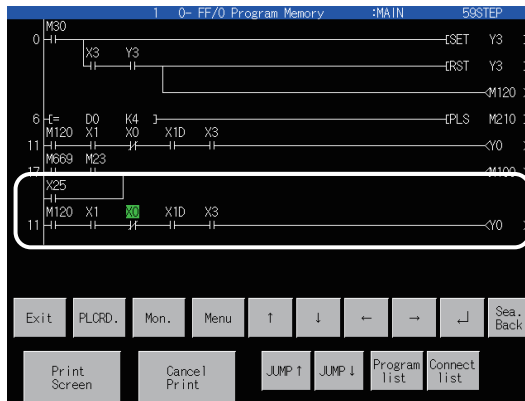 1 0- FF/0 Program Memory :MAIN 59STEP
M30
0 SET Y3
X3 Y3
RST Y3
M120
6 = D0 K4 PLS M210
M120 X1 X0 X1D X3
11 Y0
M669 M23
17 M100
X25
M120 X1 X0 X1D X3
11 Y0
Exit PLCRD. Mon. Menu ↑ ↓ ← → ↵ Sea. Back
Print Screen Cancel Print JUMP↑ JUMP↓ Program list Connect list